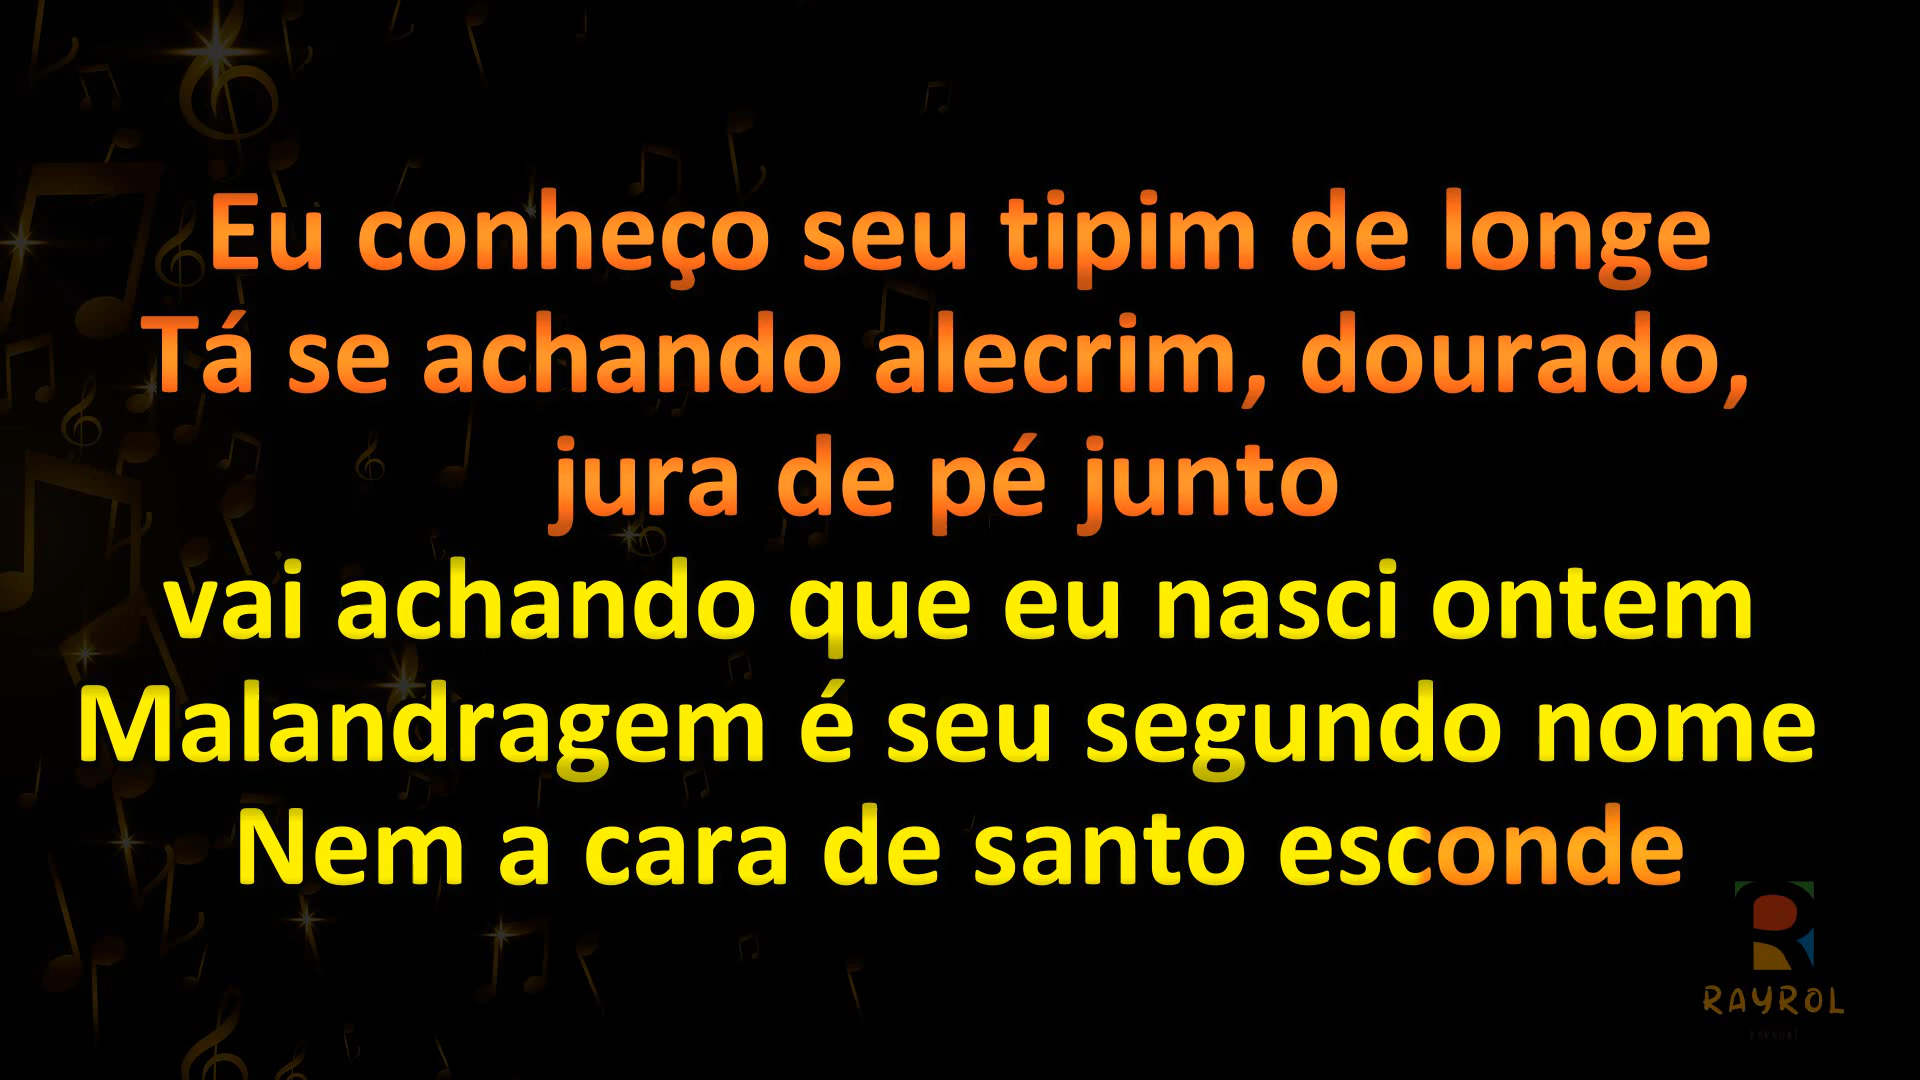 Eu conheço seu tipim de longe
Tá se achando alecrim, dourado,
jura de pé junto
vai achando que eu nasci ontem
Malandragem é seu segundo nome
Nem a cara de santo esconde
RAYROL
KARAOKÊ